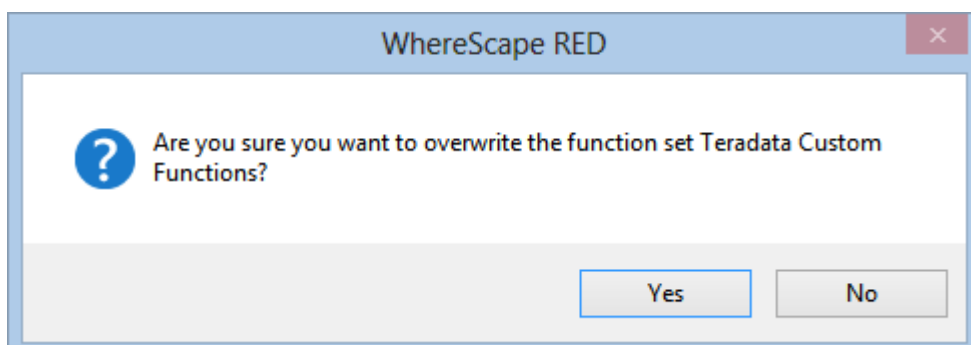 WhereScape RED
Are you sure you want to overwrite the function set Teradata Custom
Functions?
Yes No